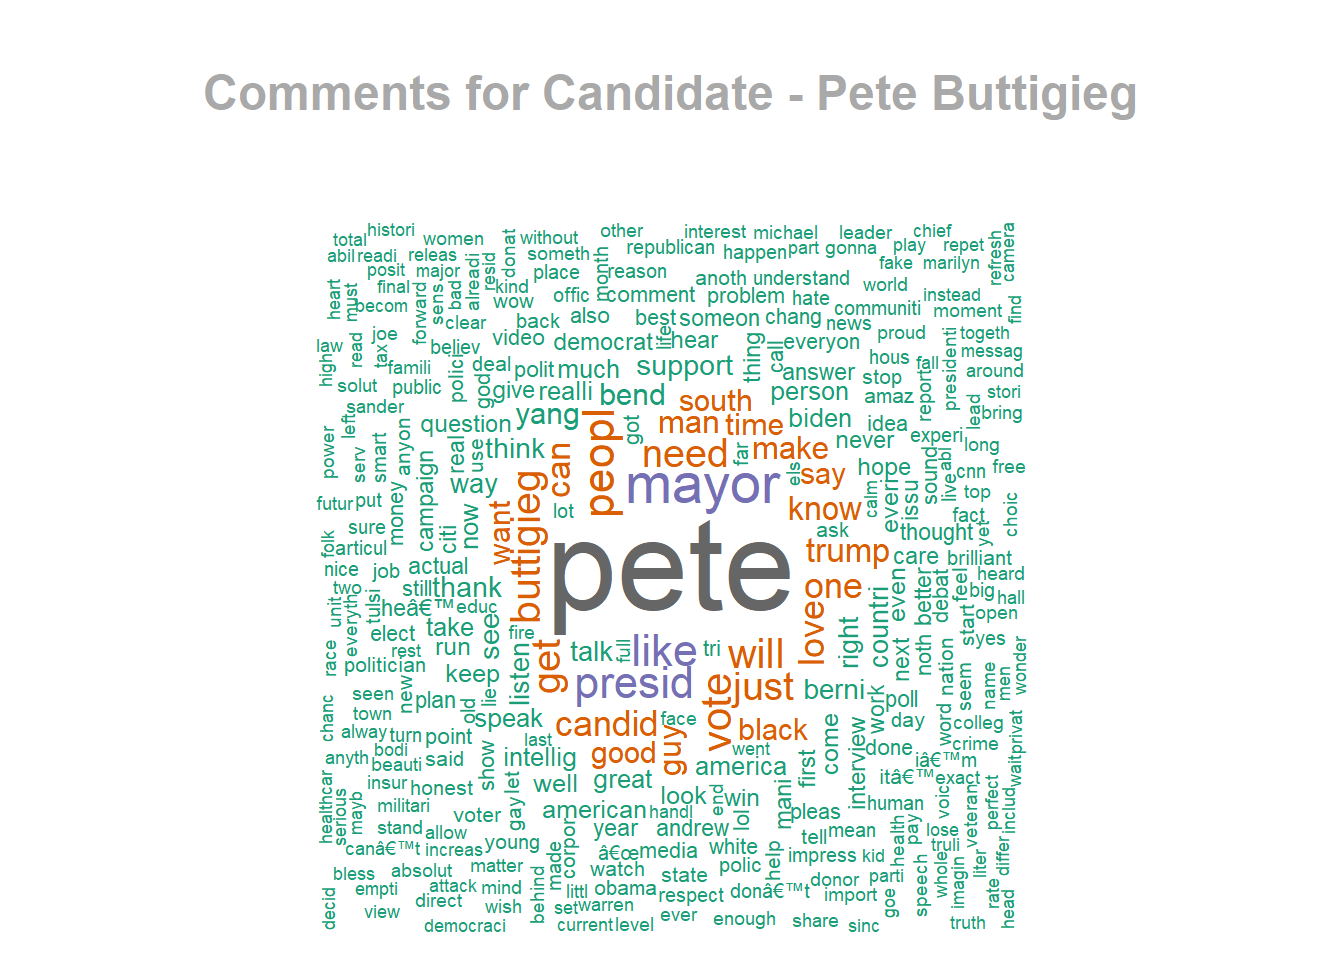 Comments for Candidate - Pete Buttigieg
histori other interest michael leader chief
total women donat without republican happen part gonna play repet refresh camera
abil readi releas someth month
posit major alreadi resid place reason anoth understand fake marilyn
heart must final forward sens. bad kind offic comment problem hate world instead find
becom wow communiti moment
clear back also best someon chang news proud togeth
law read joe tax believ video democrat life hear thing call everyon hous fall presidenti messag
high famili polici deal polit much support answer stop report around
solut public god give realli bend person amaz lead stori
sander yang south biden idea bring
left question got man time never experi
power serv smart anyon real use think can peopl need far make hope sound abl long
money campaign way mayor els say calm everi issu live cnn free
futur put lot know top choic
folk sure citi now want buttigieg ask thought fact yet
articul pete trump care brilliant
nice job actual one even better debat feel heard
unit two tulsi still thank big hall
everyth heâ€™ educ love open
race elect take see fire right countri next noth start yes
rest run talk full like tri will nation wonder
politician keep listen get presid seem men
seen new plan lie vote just berni work poll name
chanc town old speak candid guy face black day word colleg
alway turn point last went come done crime wait privat
bodi said show intellig good america first interview iâ€™m
anyth beauti itâ€™ exact
healthcar insur honest let well great look end win mani human voic veteran perfect includ
serious mayb militari gay american handl lol pleas
stand allow voter year andrew tell mean health pay lose
canâ€™t increas young made corpor â€œ media white help impress kid truli differ
bless absolut matter watch state polic donor parti whole imagin liter
decid empti attack mind behind littl obama respect donâ€™t import goe speech rate head
view direct wish set warren ever enough share
democraci current level sinc truth